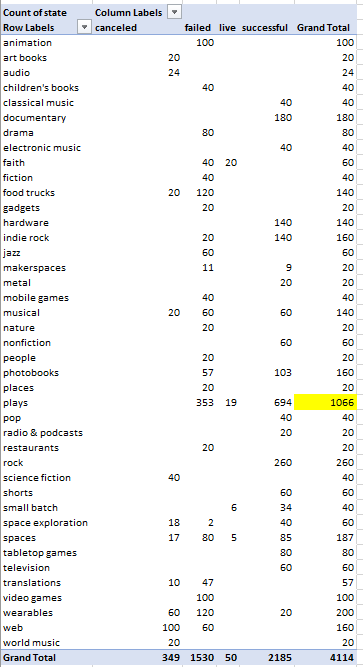 Count of state Column Labels
Row Labels canceled failed live successful Grand Total
animation 100 100
art books 20 20
audio 24 24
children's books 40 40
classical music 40 40
documentary 180 180
drama 80 80
electronic music 40 40
faith 40 20 60
fiction 40 40
food trucks 20 120 140
gadgets 20 20
hardware 140 140
indie rock 20 140 160
jazz 60 60
makerspaces 11 9 20
metal 20 20
mobile games 40 40
musical 20 60 60 140
nature 20 20
nonfiction 60 60
people 20 20
photobooks 57 103 160
places 20 20
plays 353 19 694 1066
pop 40 40
radio & podcasts 20 20
restaurants 20 20
rock 260 260
science fiction 40 40
shorts 60 60
small batch 6 34 40
space exploration 18 2 40 60
spaces 17 80 5 85 187
tabletop games 80 80
television 60 60
translations 10 47 57
video games 100 100
wearables 60 120 20 200
web 100 60 160
world music 20 20
Grand Total 349 1530 50 2185 4114